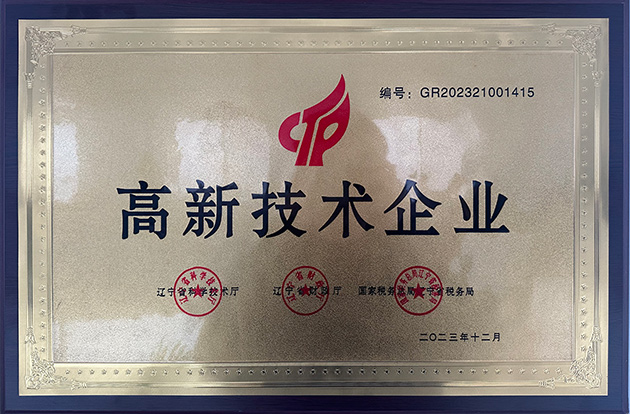 编号：GR202321001415
高新技术企业
辽宁省科学技术厅 辽宁省财政厅 国家税务总局辽宁省税务局
二〇二三年十二月